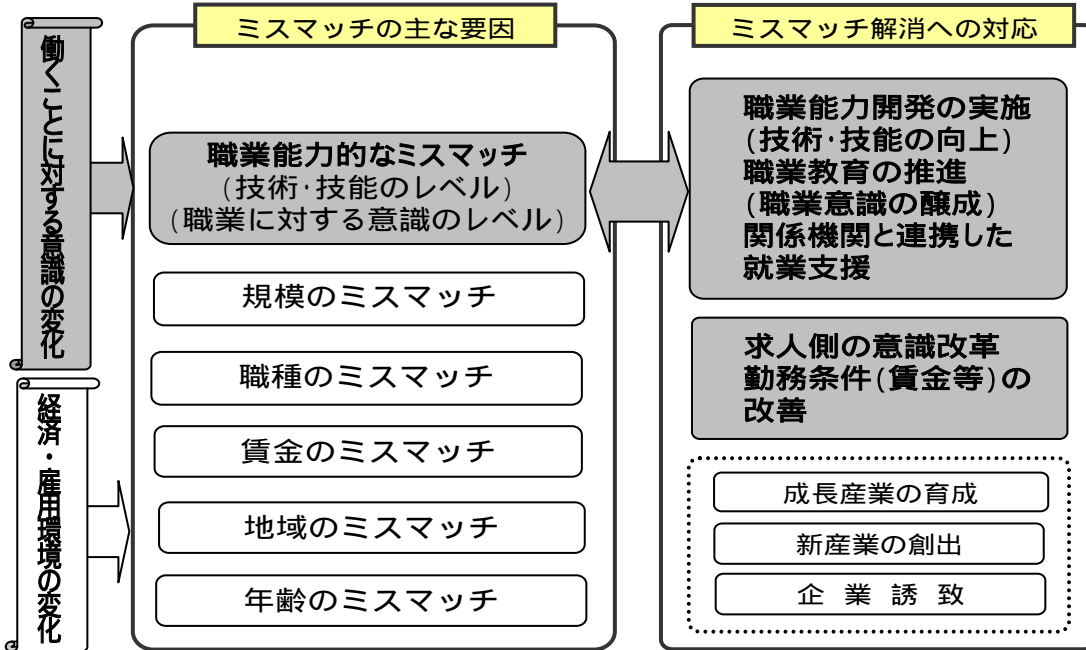 働くことに対する意識の変化
経済・雇用環境の変化
ミスマッチの主な要因
職業能力的なミスマッチ
(技術・技能のレベル)
(職業に対する意識のレベル)
規模のミスマッチ
職種のミスマッチ
賃金のミスマッチ
地域のミスマッチ
年齢のミスマッチ
ミスマッチ解消への対応
職業能力開発の実施
(技術・技能の向上)
職業教育の推進
(職業意識の醸成)
関係機関と連携した
就業支援
求人側の意識改革
勤務条件(賃金等)の
改善
成長産業の育成
新産業の創出
企 業 誘 致